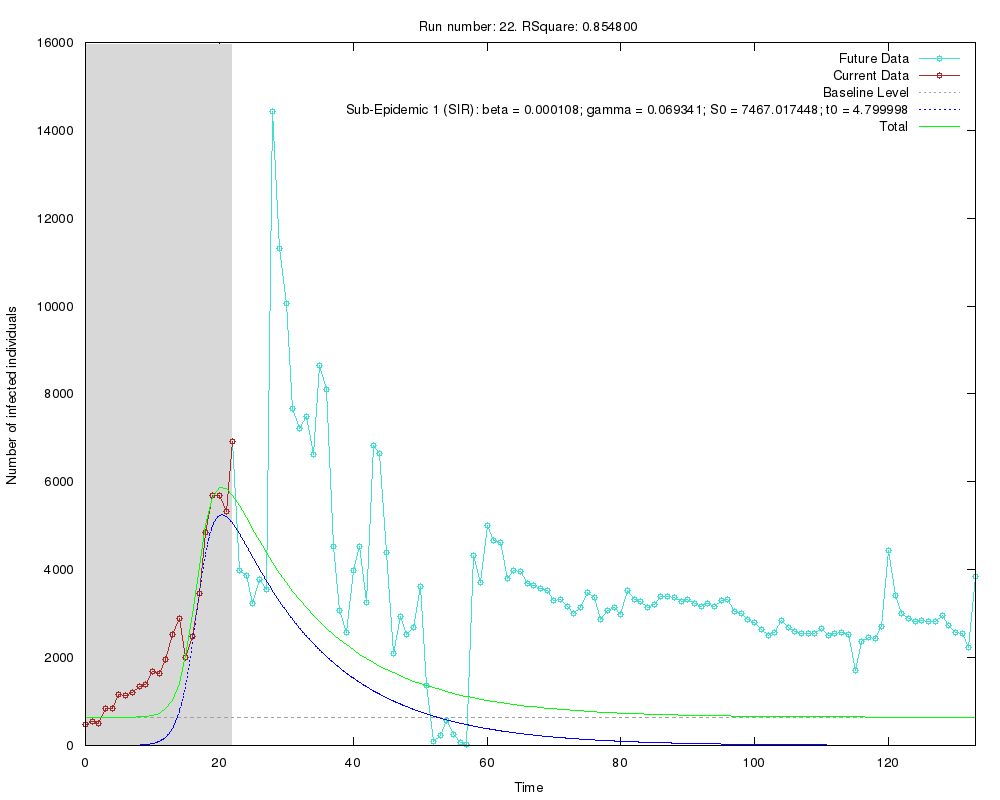 Run number: 22. RSquare: 0.854800
16000
14000
12000
10000
8000
6000
4000
2000
0
Number of infected individuals
Future Data
Current Data
Baseline Level
Sub-Epidemic 1 (SIR): beta = 0.000108; gamma = 0.069341; S0 = 7467.017448; t0 = 4.799998
Total
0 20 40 60 80 100 120
Time